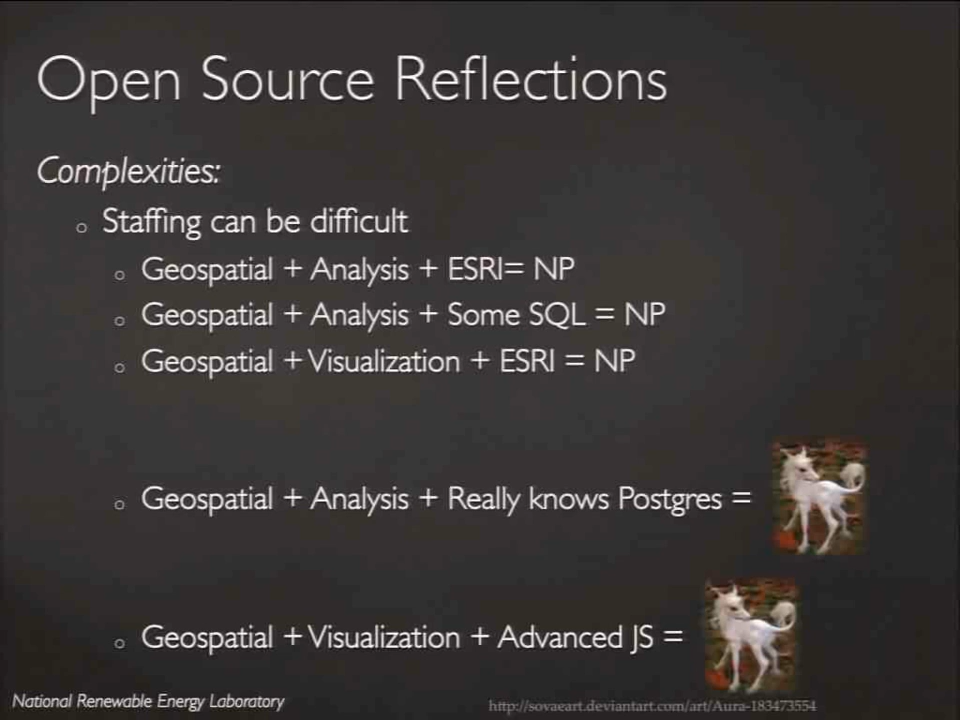 Open Source Reflections
Complexities:
Staffing can be difficult
Geospatial + Analysis + ESRI= NP
Geospatial + Analysis + Some SQL = NP
Geospatial + Visualization + ESRI = NP
Geospatial + Analysis + Really knows Postgres =
Geospatial + Visualization + Advanced JS =
National Renewable Energy Laboratory
http://sovaeart.deviantart.com/art/Aura-183473554